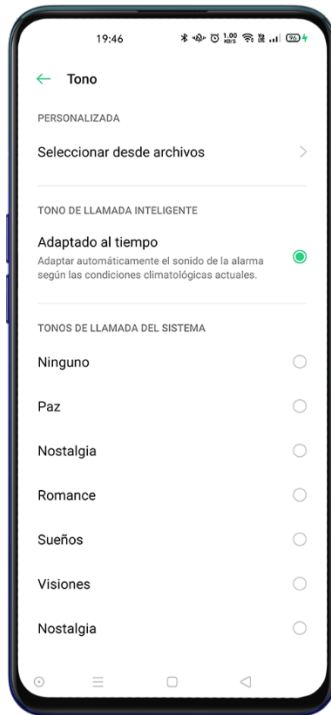 19:46
1.00 KB/S 96
Tono
PERSONALIZADA
Seleccionar desde archivos
TONO DE LLAMADA INTELIGENTE
Adaptado al tiempo
Adaptar automáticamente el sonido de la alarma
según las condiciones climatológicas actuales.
TONOS DE LLAMADA DEL SISTEMA
Ninguno
Paz
Nostalgia
Romance
Sueños
Visiones
Nostalgia